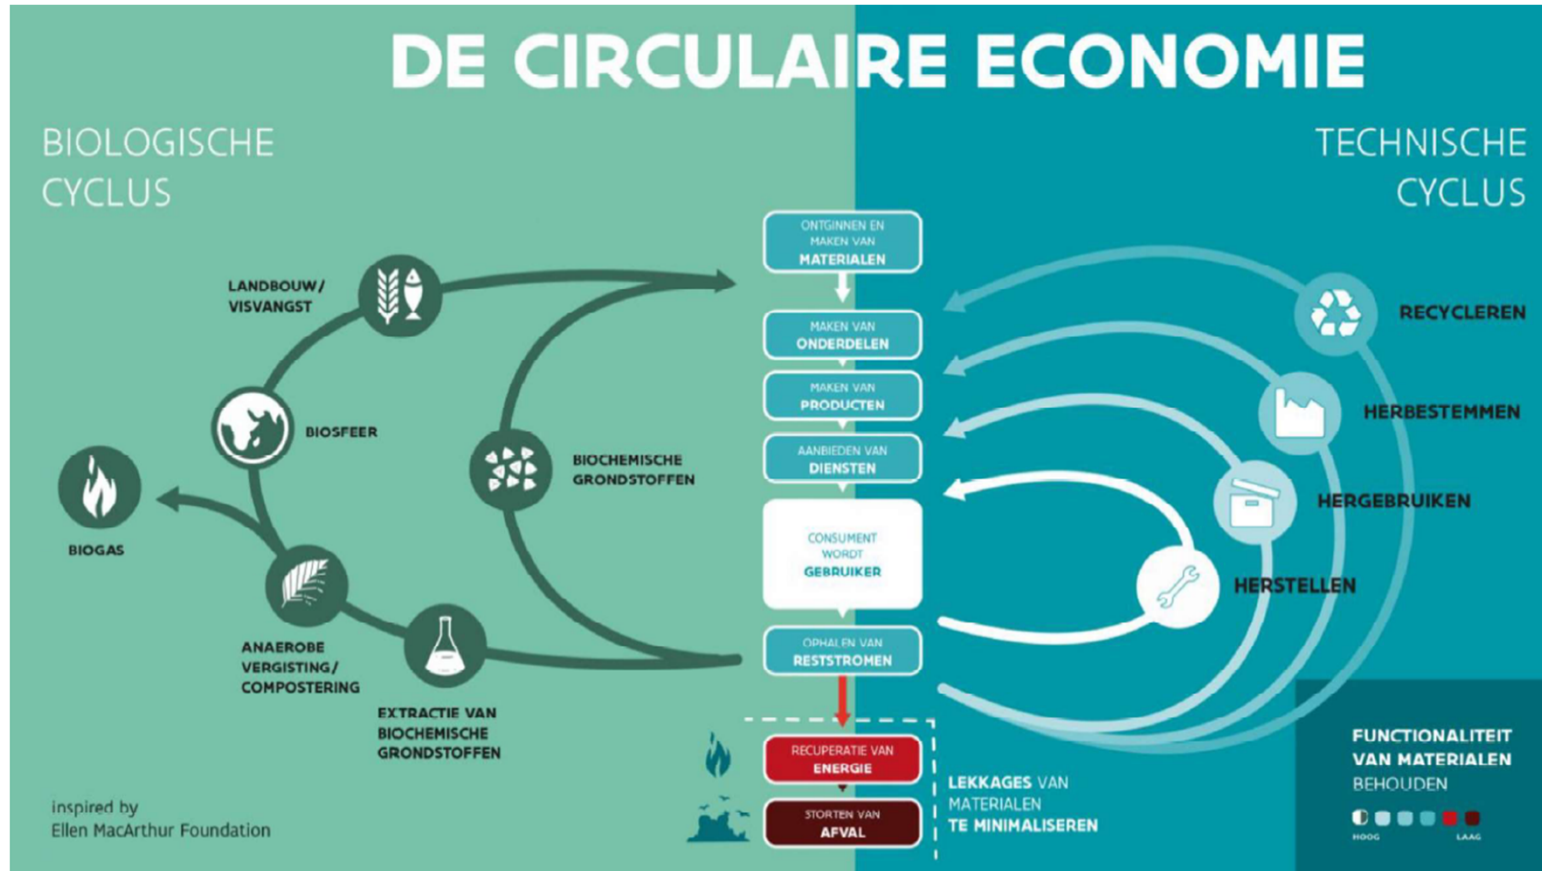 DE CIRCULAIRE ECONOMIE
BIOLOGISCHE
CYCLUS
TECHNISCHE
CYCLUS
ONTGINNEN EN
MAKEN VAN
MATERIALEN
MAKEN VAN
ONDERDELEN
MAKEN VAN
PRODUCTEN
AANBIEDEN VAN
DIENSTEN
CONSUMENT
WORDT
GEBRUIKER
OPHALEN VAN
RESTSTROMEN
RECUPERATIE VAN
ENERGIE
STORTEN VAN
AFVAL
LANDBOUW/
VISVANGST
BIOSFEER
BIOGAS
BIOCHEMISCHE
GRONDSTOFFEN
ANAEROBE
VERGISTING/
COMPOSTERING
EXTRACTIE VAN
BIOCHEMISCHE
GRONDSTOFFEN
RECYCLEREN
HERBESTEMMEN
HERGEBRUIKEN
HERSTELLEN
LEKKAGES VAN
MATERIALEN
TE MINIMALISEREN
FUNCTIONALITEIT
VAN MATERIALEN
BEHOUDEN
HOOG LAAG
inspired by
Ellen MacArthur Foundation